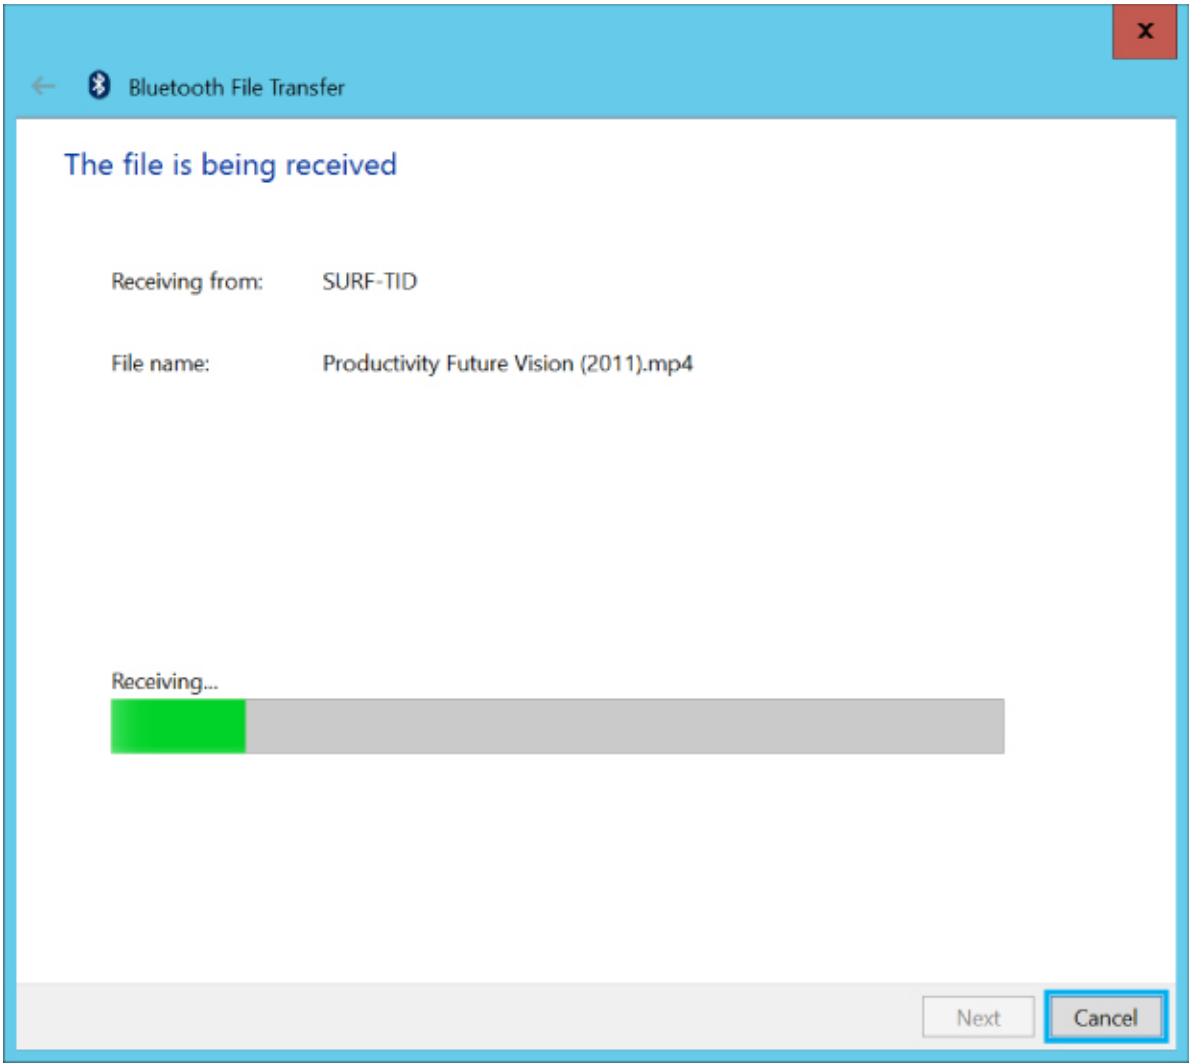 x
Bluetooth File Transfer
The file is being received
Receiving from: SURF-TID
File name: Productivity Future Vision (2011).mp4
Receiving...
Next Cancel